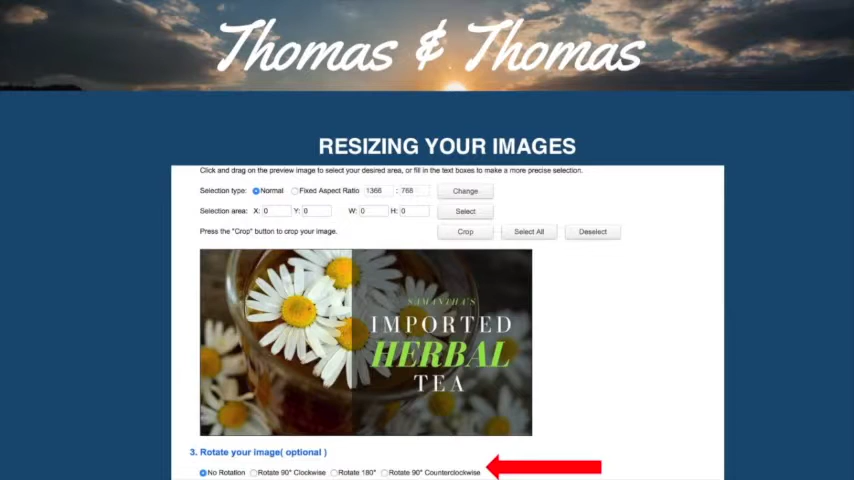 Thomas & Thomas
RESIZING YOUR IMAGES
Click and drag on the preview image to select your desired area, or fill in the text boxes to make a more precise selection.
Selection type: Normal Fixed Aspect Ratio 1366 : 768 Change
Selection area: X: 0 Y: 0 W: 0 H: 0 Select
Press the "Crop" button to crop your image. Crop Select All Deselect
SAMANTHA'S
IMPORTED
HERBAL
TEA
3. Rotate your image( optional )
No Rotation Rotate 90° Clockwise Rotate 180° Rotate 90° Counterclockwise